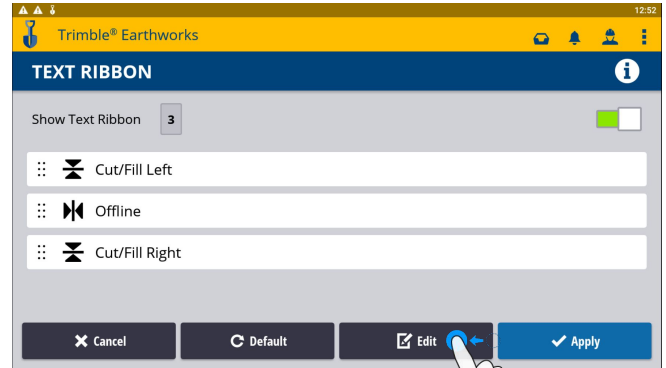 12:52
Trimble® Earthworks
TEXT RIBBON
Show Text Ribbon 3
Cut/Fill Left
Offline
Cut/Fill Right
Cancel Default Edit Apply